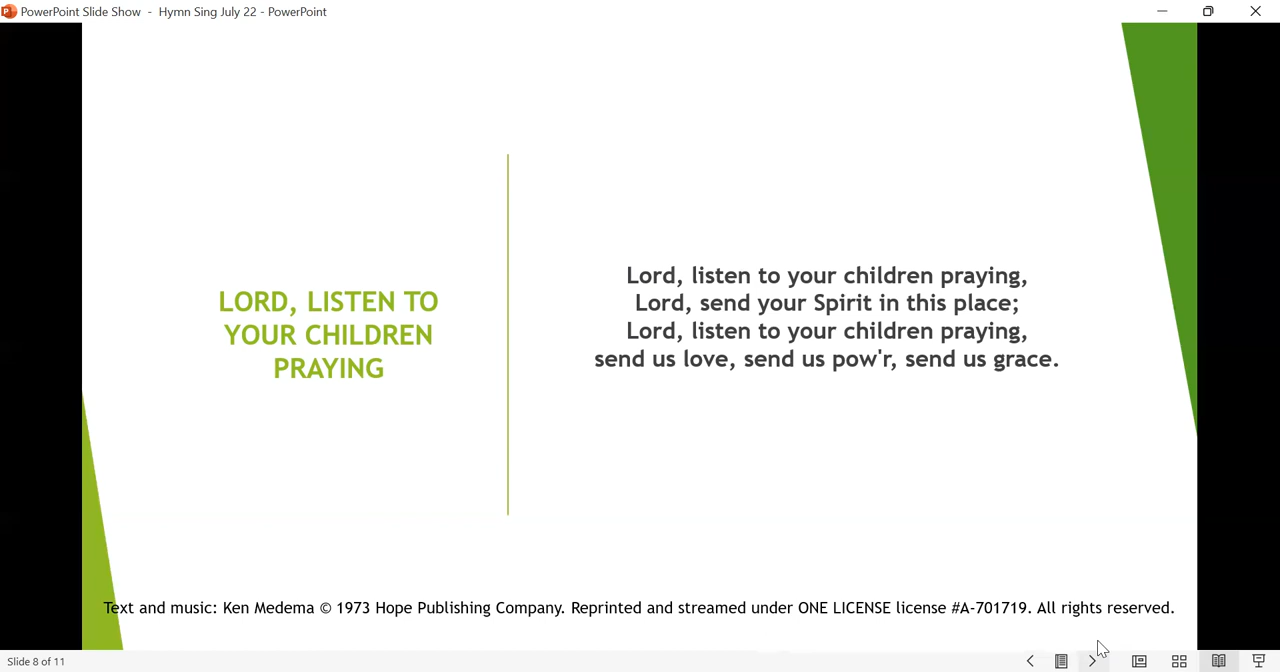 PowerPoint Slide Show - Hymn Sing July 22 - PowerPoint
LORD, LISTEN TO
YOUR CHILDREN
PRAYING
Lord, listen to your children praying,
Lord, send your Spirit in this place;
Lord, listen to your children praying,
send us love, send us pow'r, send us grace.
Text and music: Ken Medema © 1973 Hope Publishing Company. Reprinted and streamed under ONE LICENSE license #A-701719. All rights reserved.
Slide 8 of 11